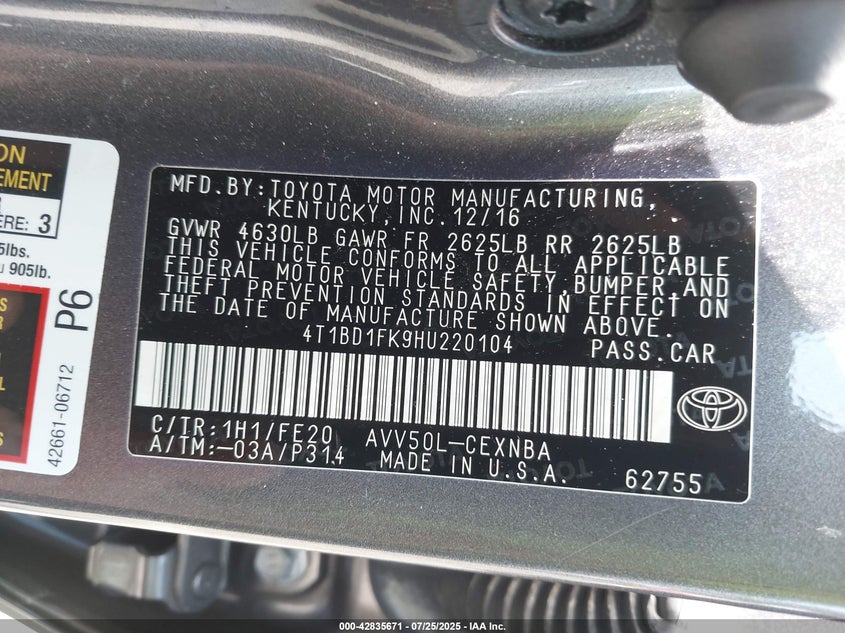 MFD.BY:TOYOTA MOTOR MANUFACTURING,
KENTUCKY,INC.12/16
GVWR 4630LB GAWR FR 2625LB RR 2625LB
THIS VEHICLE CONFORMS TO ALL APPLICABLE
FEDERAL MOTOR VEHICLE SAFETY,BUMPER AND
THEFT PREVENTION STANDARDS IN EFFECT ON
THE DATE OF MANUFACTURE SHOWN ABOVE.
4T1BD1FK9HU220104 PASS.CAR
C/TR:1H1/FE20 AVV50L-CEXNBA
A/TM:-03A/P314 MADE IN U.S.A.
62755
EMENT
3
lbs.
905lb.
P6
42661-06712
000-42835671 | 07/25/2025 - IAA, Inc.